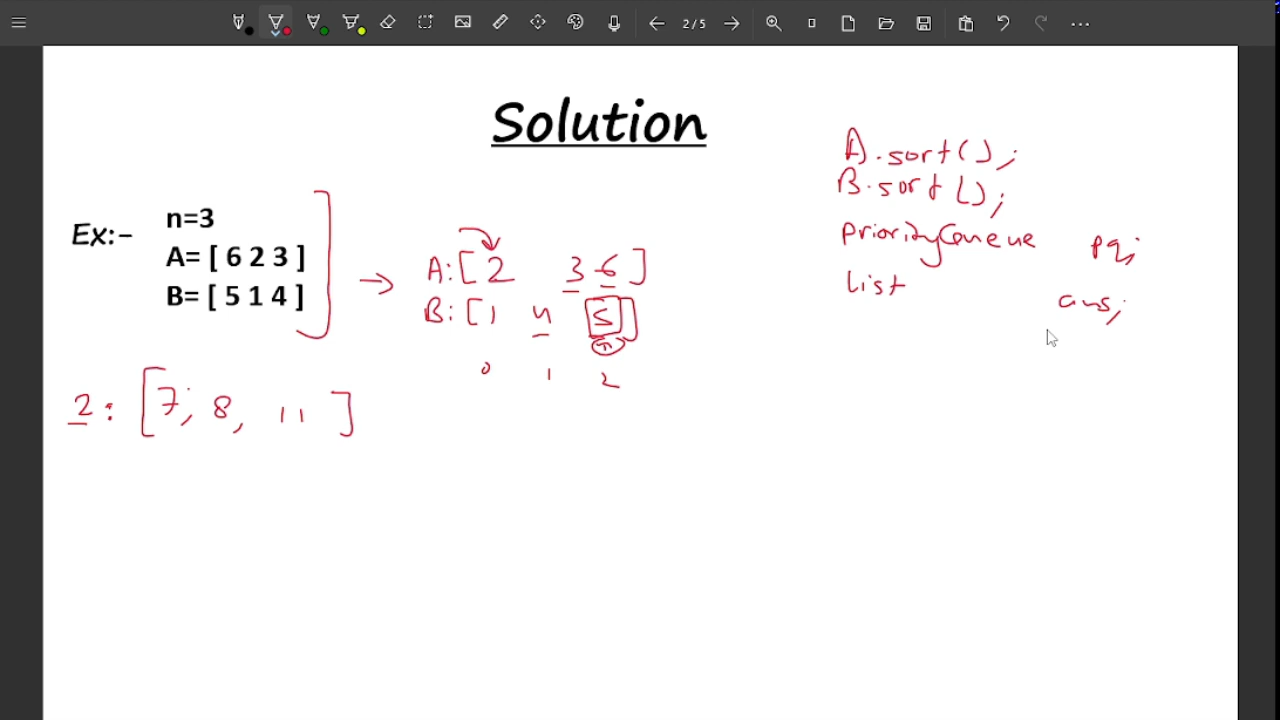 2/5
Solution
Ex:-
n=3
A= [ 6 2 3 ]
B= [ 5 1 4 ]
A:[ 2 3 6 ]
B:[ 1 4 5 ]
0 1 2
2: [7, 8, 11 ]
A.sort();
B.sort();
priorityQueue pq;
list ans;